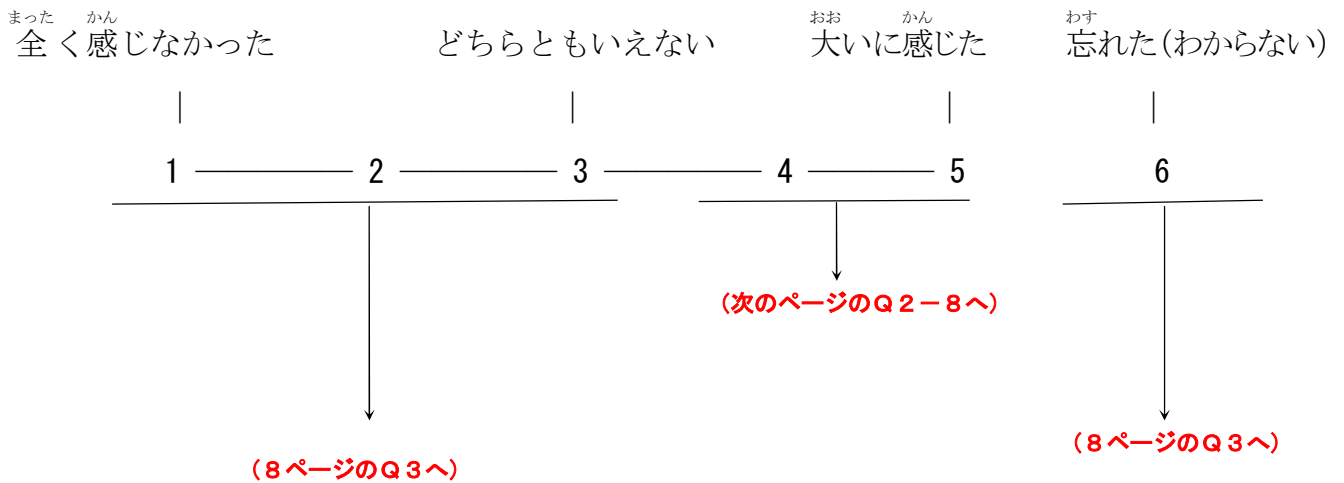 まった かん おお かん わす
全く感じなかった どちらともいえない 大いに感じた 忘れた(わからない)
| | | |
1 2 3 4 5 6
(次のページのQ2-8へ)
(8ページのQ3へ)
(8ページのQ3へ)